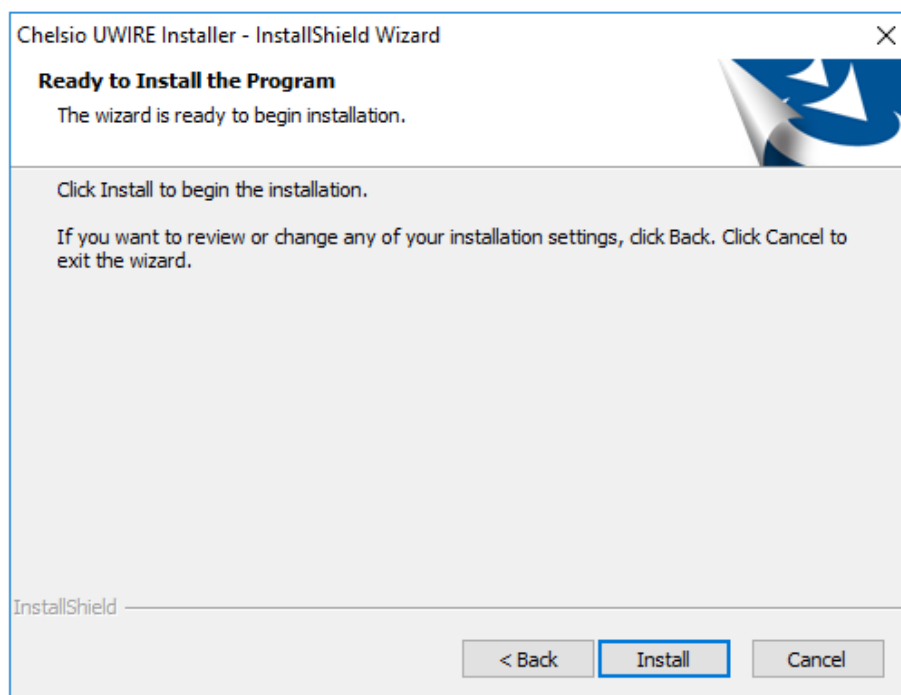 Chelsio UWIRE Installer - InstallShield Wizard
Ready to Install the Program
The wizard is ready to begin installation.
Click Install to begin the installation.
If you want to review or change any of your installation settings, click Back. Click Cancel to
exit the wizard.
InstallShield
< Back Install Cancel